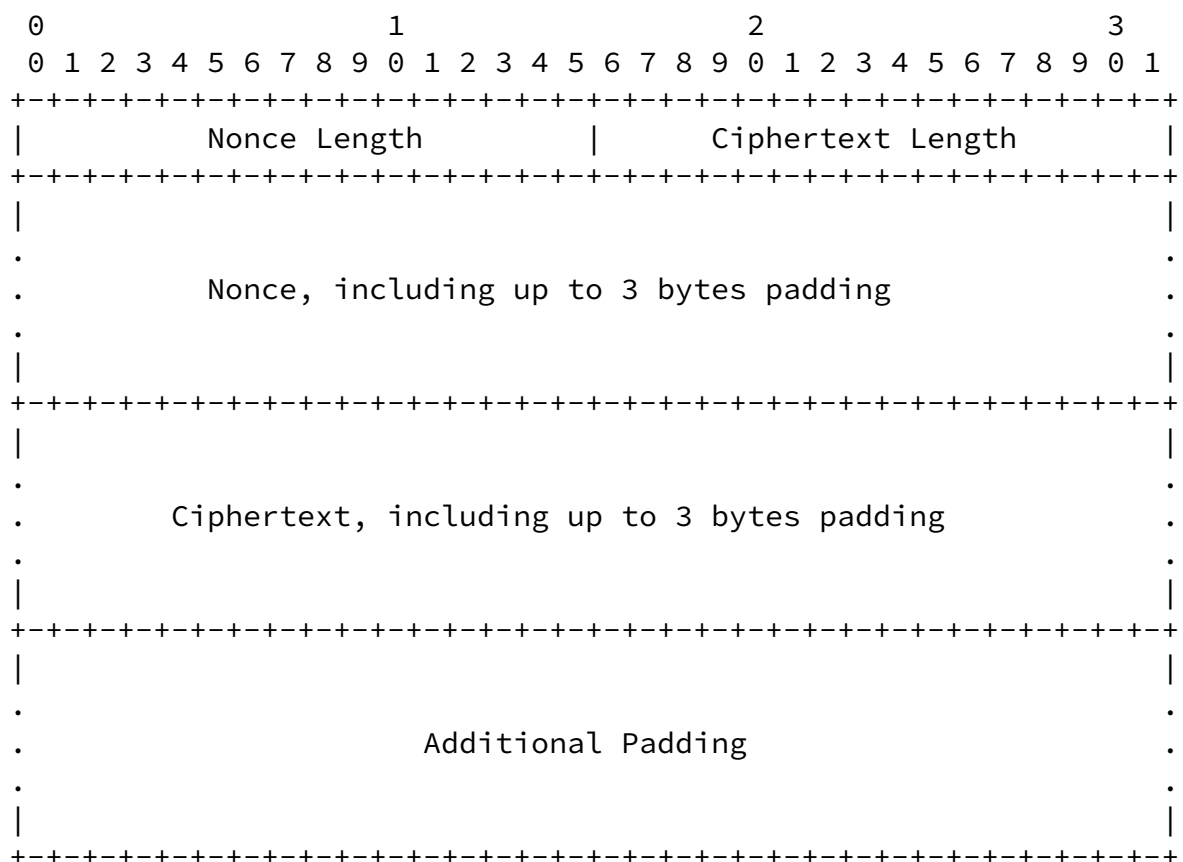 0                   1                   2                   3
 0 1 2 3 4 5 6 7 8 9 0 1 2 3 4 5 6 7 8 9 0 1 2 3 4 5 6 7 8 9 0 1
+-+-+-+-+-+-+-+-+-+-+-+-+-+-+-+-+-+-+-+-+-+-+-+-+-+-+-+-+-+-+-+-+
|          Nonce Length         |      Ciphertext Length        |
+-+-+-+-+-+-+-+-+-+-+-+-+-+-+-+-+-+-+-+-+-+-+-+-+-+-+-+-+-+-+-+-+
|                                                               |
.                                                               .
.          Nonce, including up to 3 bytes padding               .
.                                                               .
|                                                               |
+-+-+-+-+-+-+-+-+-+-+-+-+-+-+-+-+-+-+-+-+-+-+-+-+-+-+-+-+-+-+-+-+
|                                                               |
.                                                               .
.        Ciphertext, including up to 3 bytes padding            .
.                                                               .
|                                                               |
+-+-+-+-+-+-+-+-+-+-+-+-+-+-+-+-+-+-+-+-+-+-+-+-+-+-+-+-+-+-+-+-+
|                                                               |
.                                                               .
.                      Additional Padding                       .
.                                                               .
|                                                               |
+-+-+-+-+-+-+-+-+-+-+-+-+-+-+-+-+-+-+-+-+-+-+-+-+-+-+-+-+-+-+-+-+